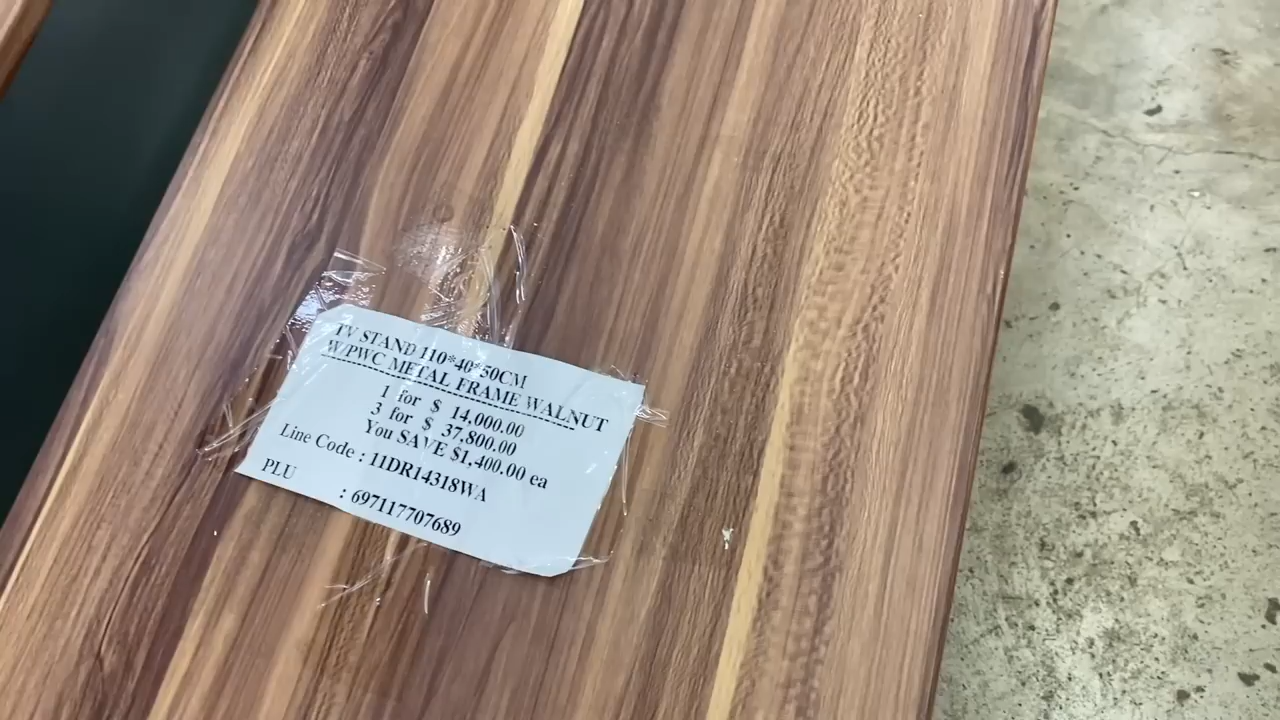 TV STAND 110*40*50CM
W/PWC METAL FRAME WALNUT
1 for $ 14,000.00
3 for $ 37,800.00
You SAVE $1,400.00 ea
Line Code : 11DR14318WA
PLU : 697117707689